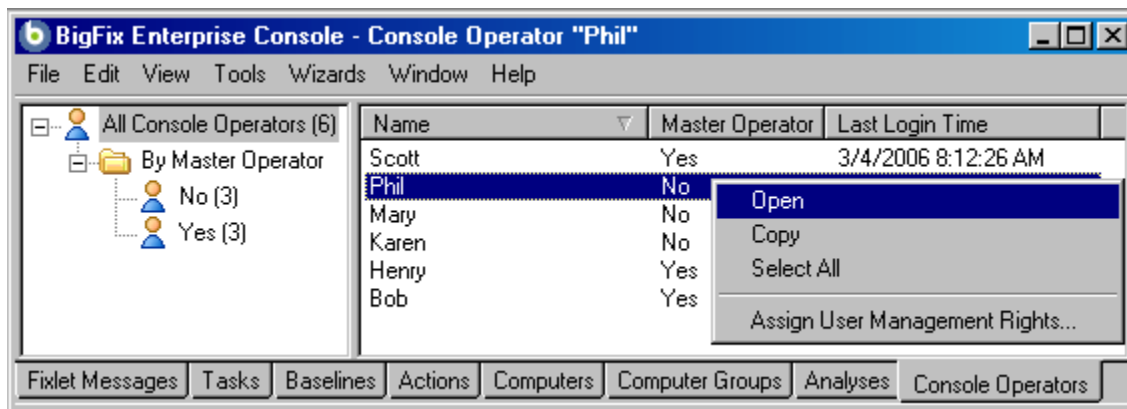 BigFix Enterprise Console - Console Operator "Phil"
File Edit View Tools Wizards Window Help
All Console Operators (6)
By Master Operator
No (3)
Yes (3)
Name Master Operator Last Login Time
Scott Yes 3/4/2006 8:12:26 AM
Phil No
Mary No
Karen No
Henry Yes
Bob Yes
Open
Copy
Select All
Assign User Management Rights...
Fixlet Messages Tasks Baselines Actions Computers Computer Groups Analyses Console Operators